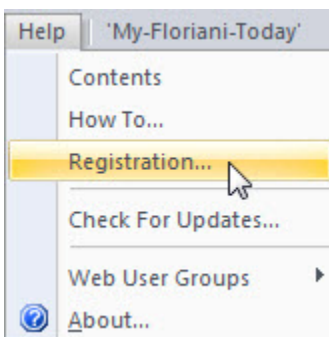 Help 'My-Floriani-Today'
Contents
How To...
Registration...
Check For Updates...
Web User Groups
About...